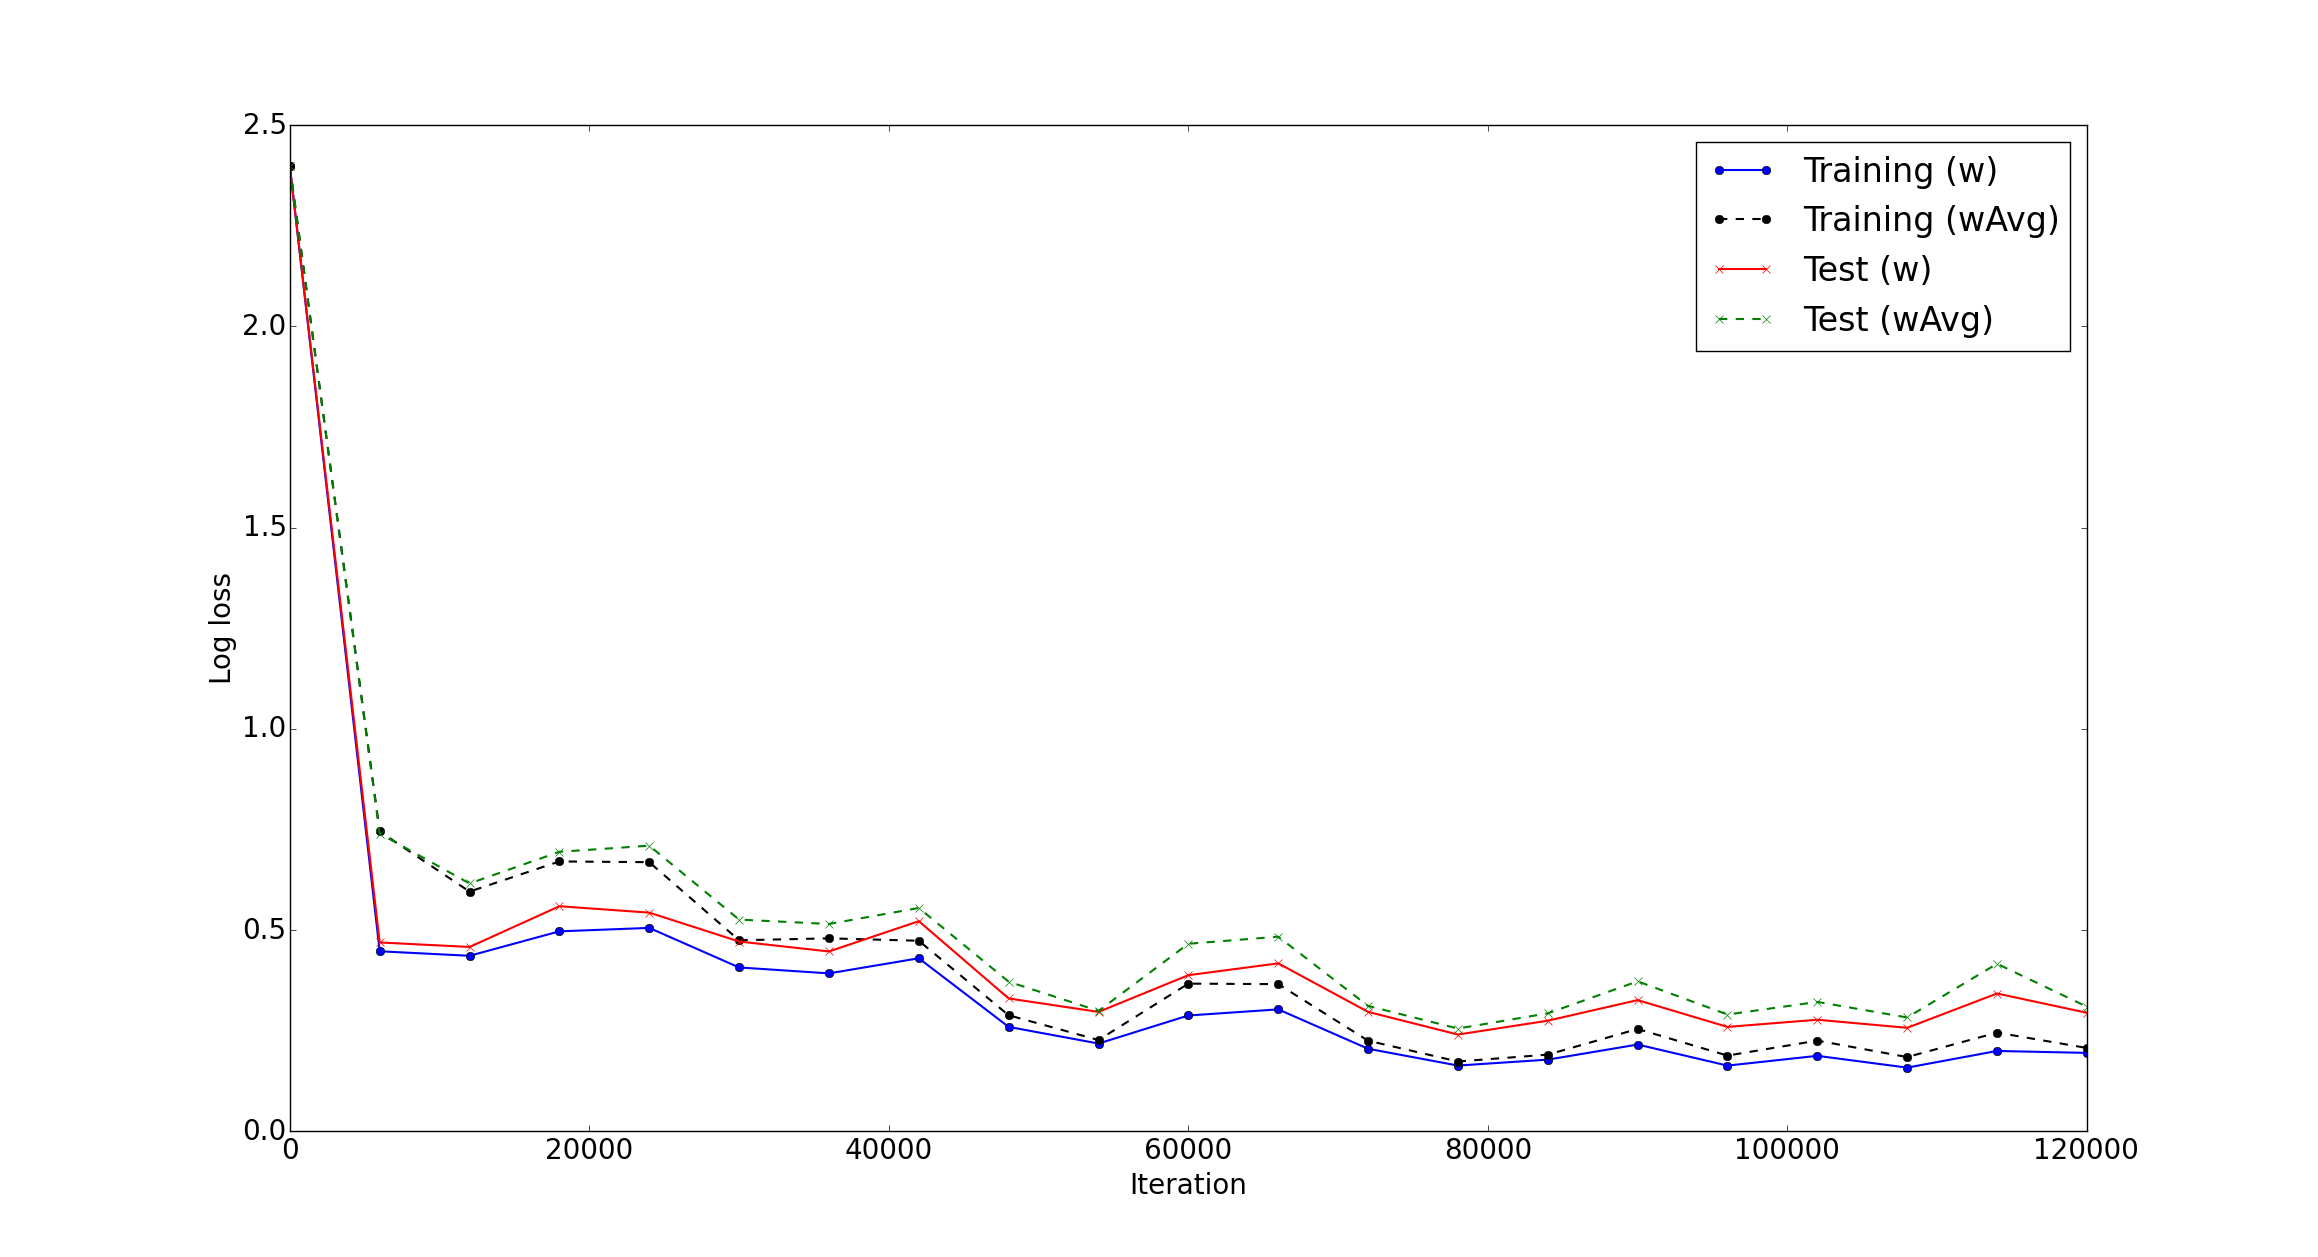 2.5
2.0
1.5
1.0
0.5
0.0
Log loss
0 20000 40000 60000 80000 100000 120000
Iteration
Training (w)
Training (wAvg)
Test (w)
Test (wAvg)